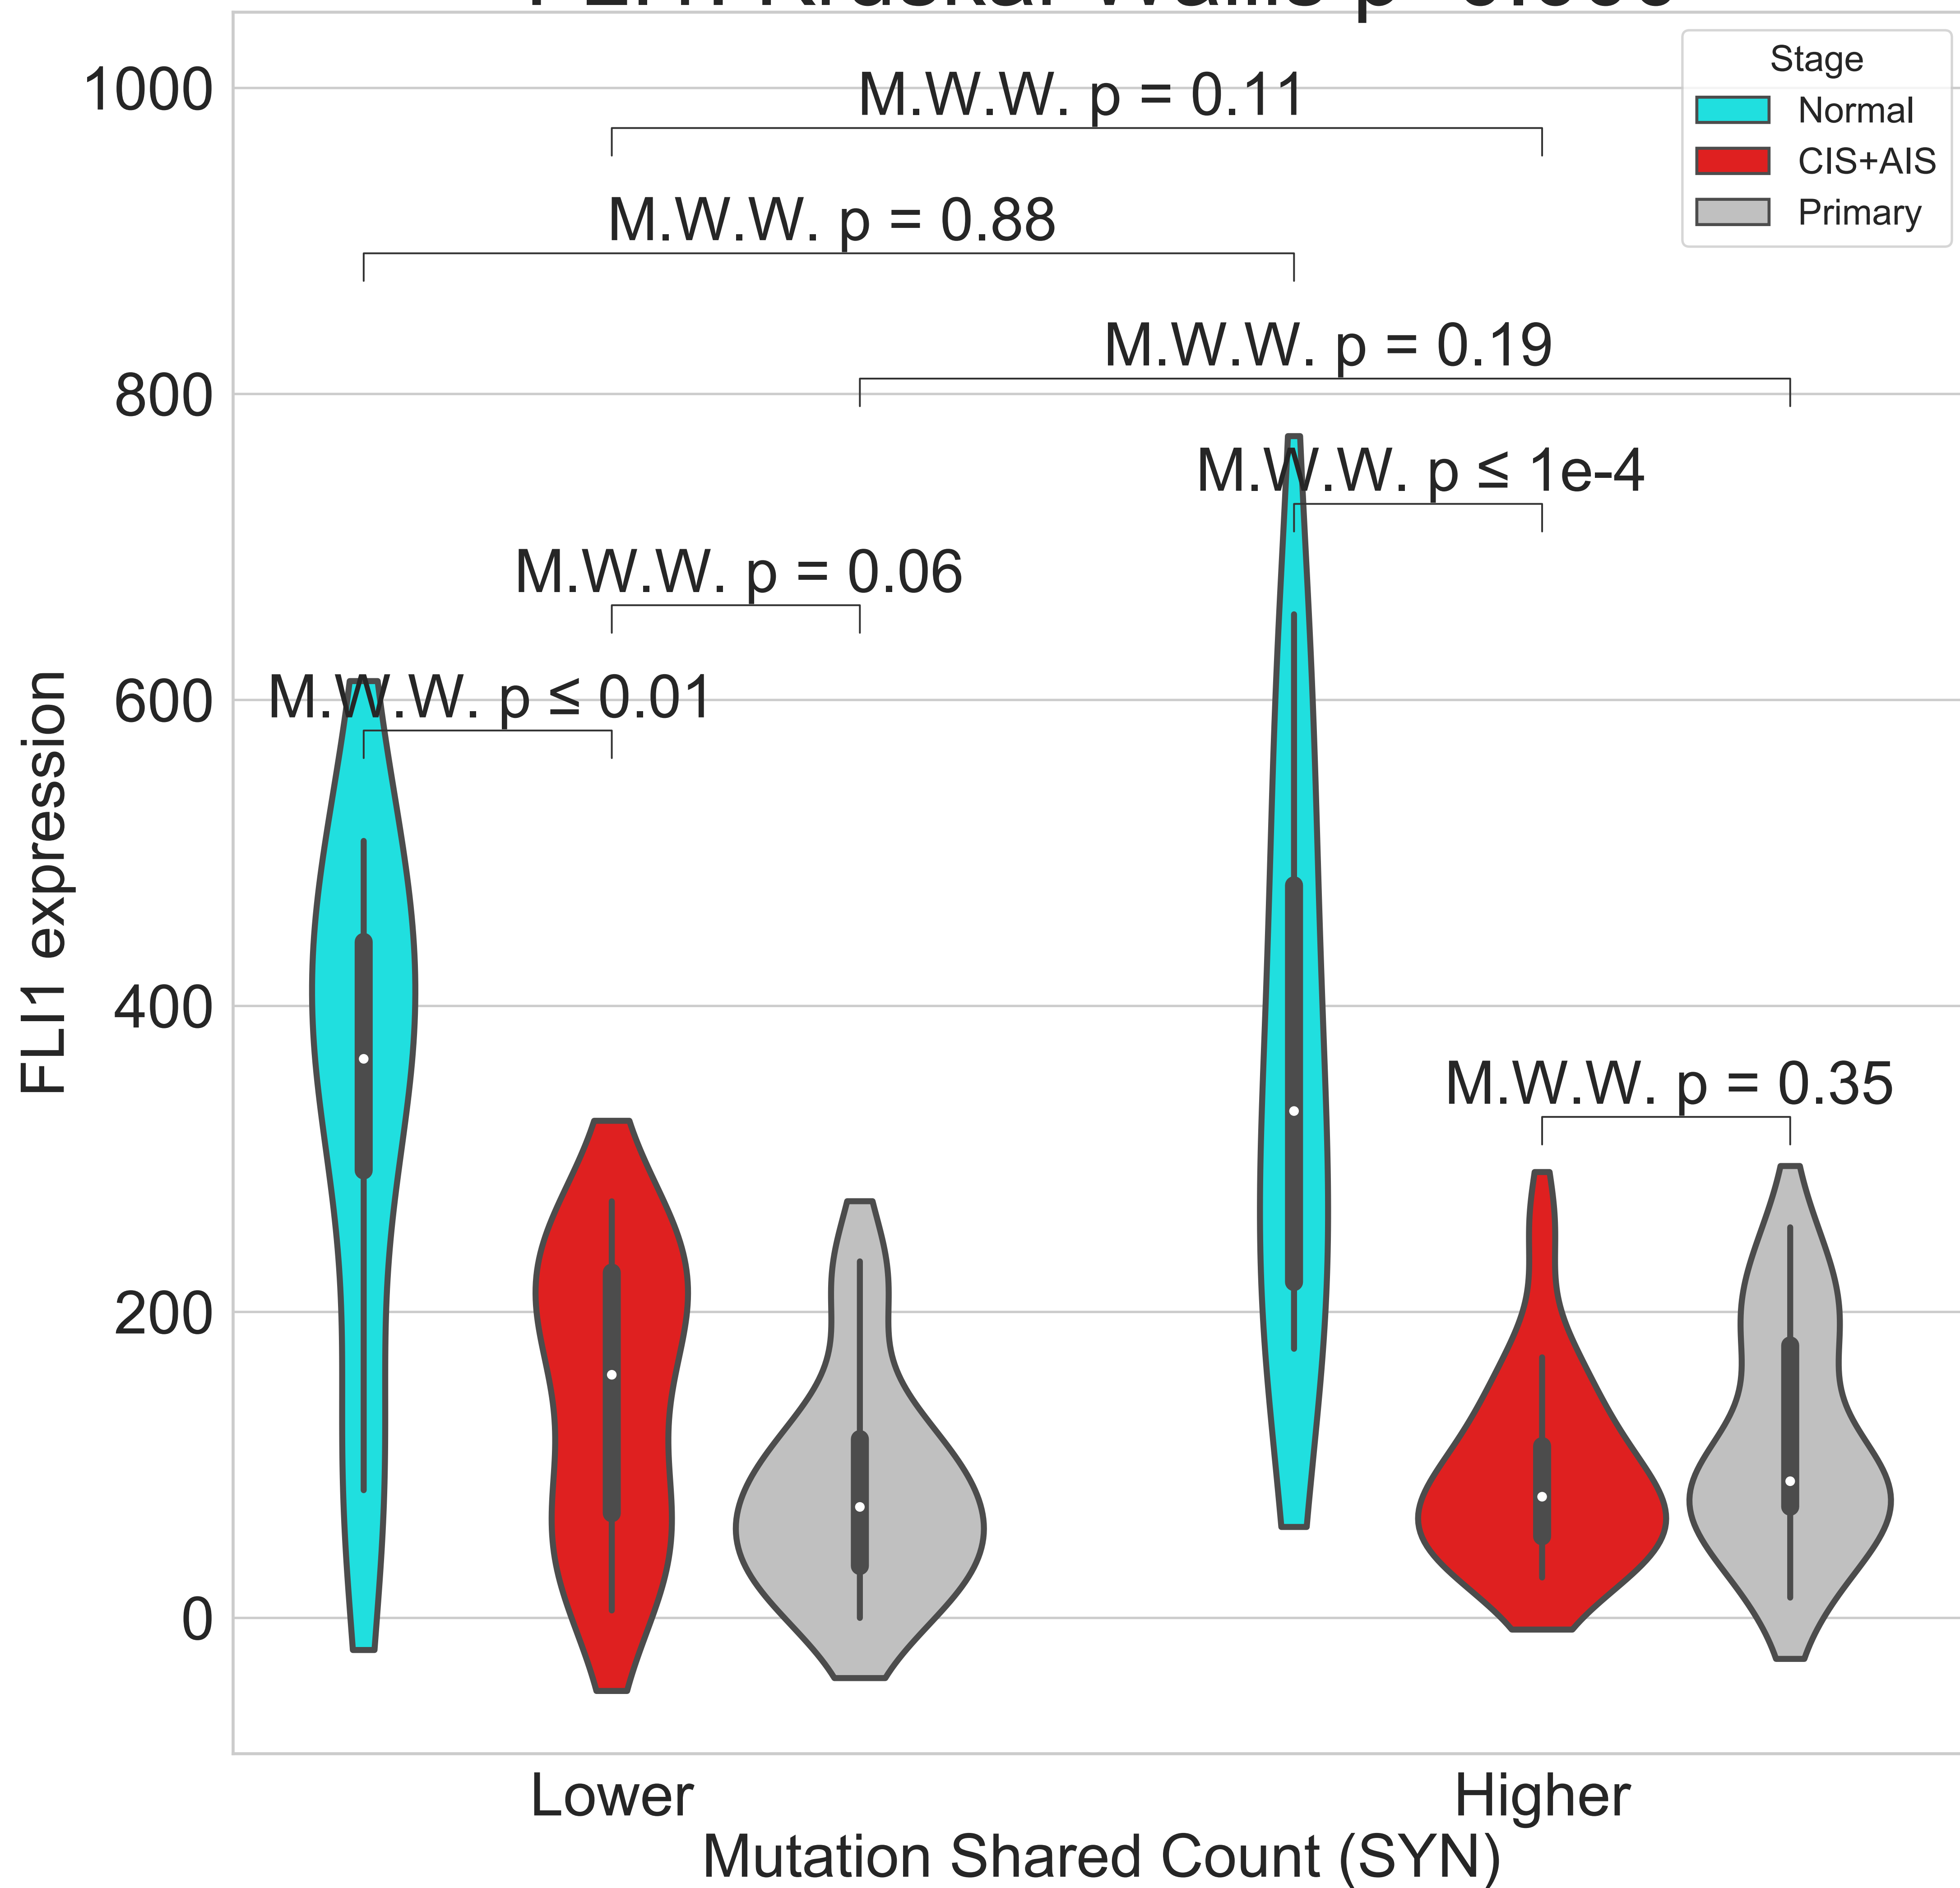 1000
800
600
400
200
0
FLI1 expression
M.W.W. p = 0.11
M.W.W. p = 0.88
M.W.W. p = 0.19
M.W.W. p ≤ 1e-4
M.W.W. p = 0.06
M.W.W. p ≤ 0.01
M.W.W. p = 0.35
Stage
Normal
CIS+AIS
Primary
Lower
Higher
Mutation Shared Count (SYN)